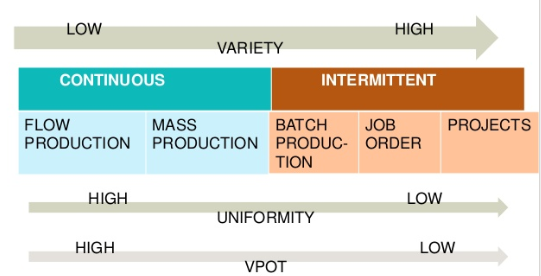 LOW HIGH
VARIETY
CONTINUOUS INTERMITTENT
FLOW PRODUCTION
MASS PRODUCTION
BATCH PRODUC-
TION
JOB ORDER
PROJECTS
HIGH LOW
UNIFORMITY
HIGH LOW
VPOT